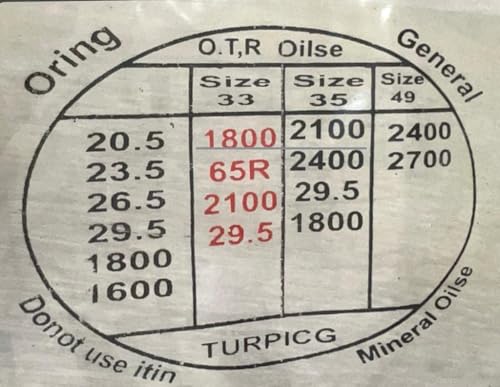 Oring
O.T,R Oilse
General
Size 33 Size 35 Size 49
20.5 1800 2100 2400
23.5 65R 2400 2700
26.5 2100 29.5
29.5 29.5 1800
1800
1600
TURPICG
Donot use itin
Mineral Oilse